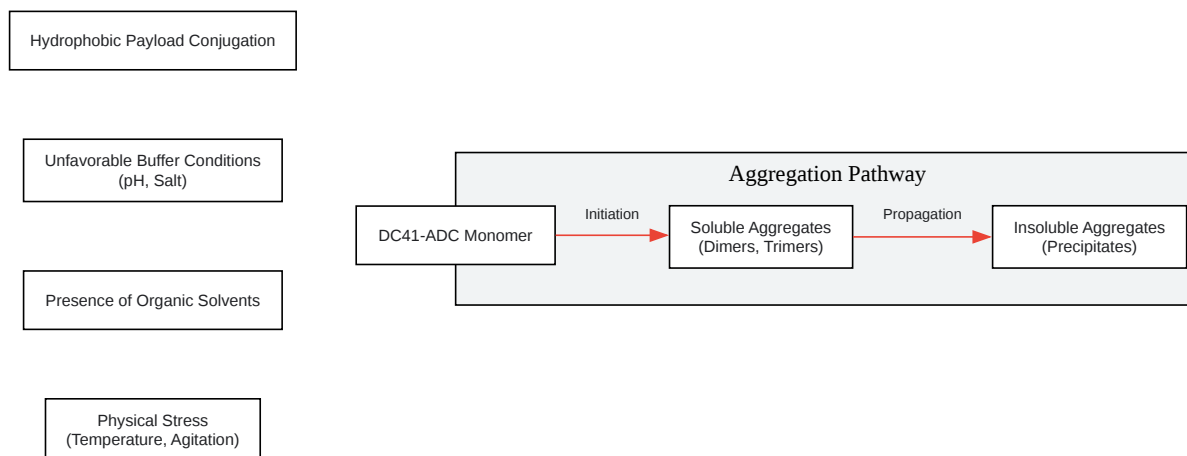 Hydrophobic Payload Conjugation
Unfavorable Buffer Conditions
(pH, Salt)
Presence of Organic Solvents
Physical Stress
(Temperature, Agitation)
Aggregation Pathway
DC41-ADC Monomer
Initiation
Soluble Aggregates
(Dimers, Trimers)
Propagation
Insoluble Aggregates
(Precipitates)